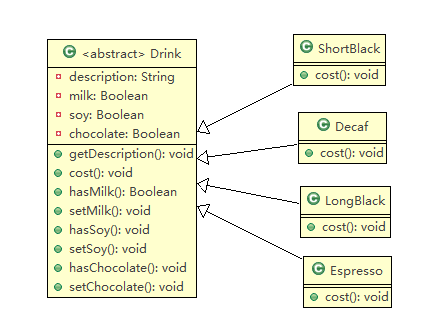 C <abstract> Drink
description: String
milk: Boolean
soy: Boolean
chocolate: Boolean
getDescription(): void
cost(): void
hasMilk(): Boolean
setMilk(): void
hasSoy(): void
setSoy(): void
hasChocolate(): void
setChocolate(): void
C ShortBlack
cost(): void
C Decaf
cost(): void
C LongBlack
cost(): void
C Espresso
cost(): void